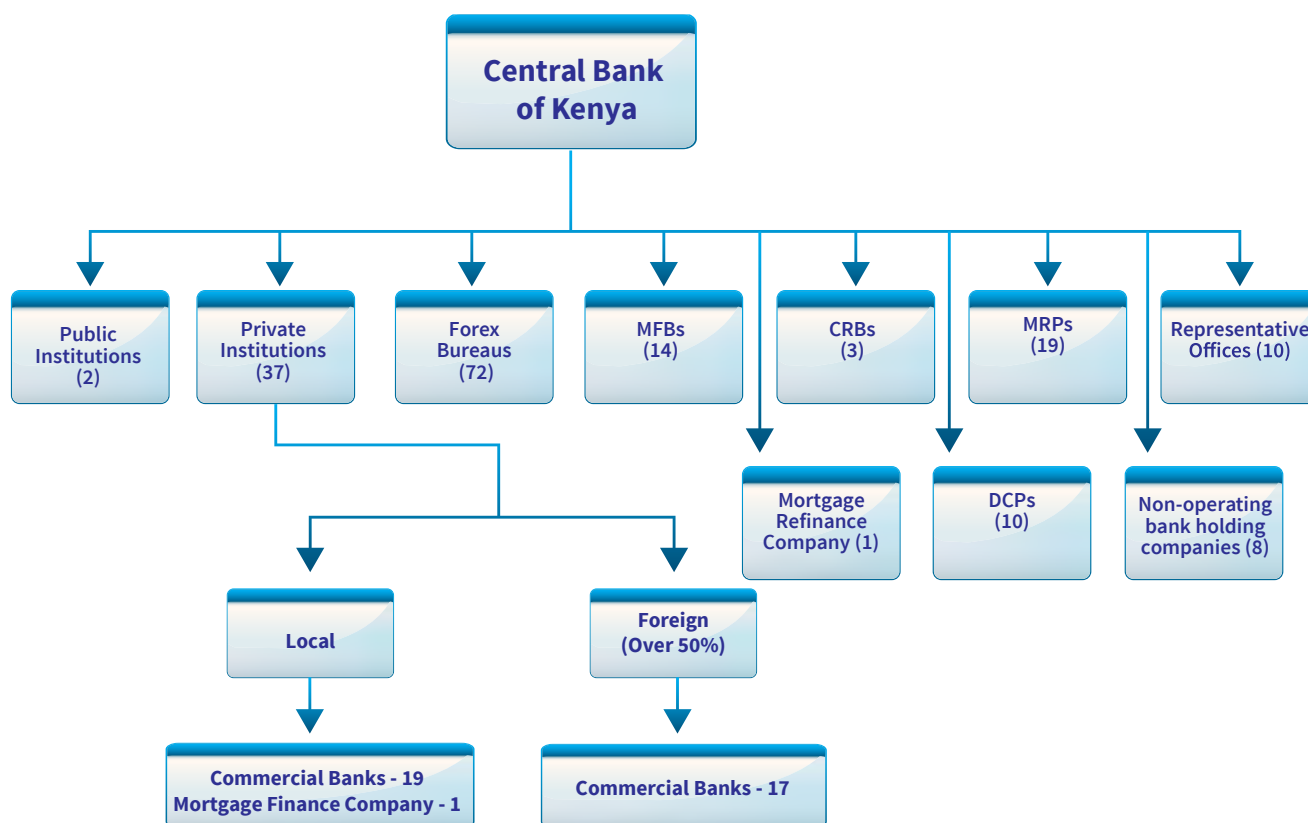 Central Bank
of Kenya
Public
Institutions
(2)
Private
Institutions
(37)
Forex
Bureaus
(72)
MFBs
(14)
CRBs
(3)
MRPs
(19)
Representative
Offices (10)
Mortgage
Refinance
Company (1)
DCPs
(10)
Non-operating
bank holding
companies (8)
Local
Foreign
(Over 50%)
Commercial Banks - 19
Mortgage Finance Company - 1
Commercial Banks - 17